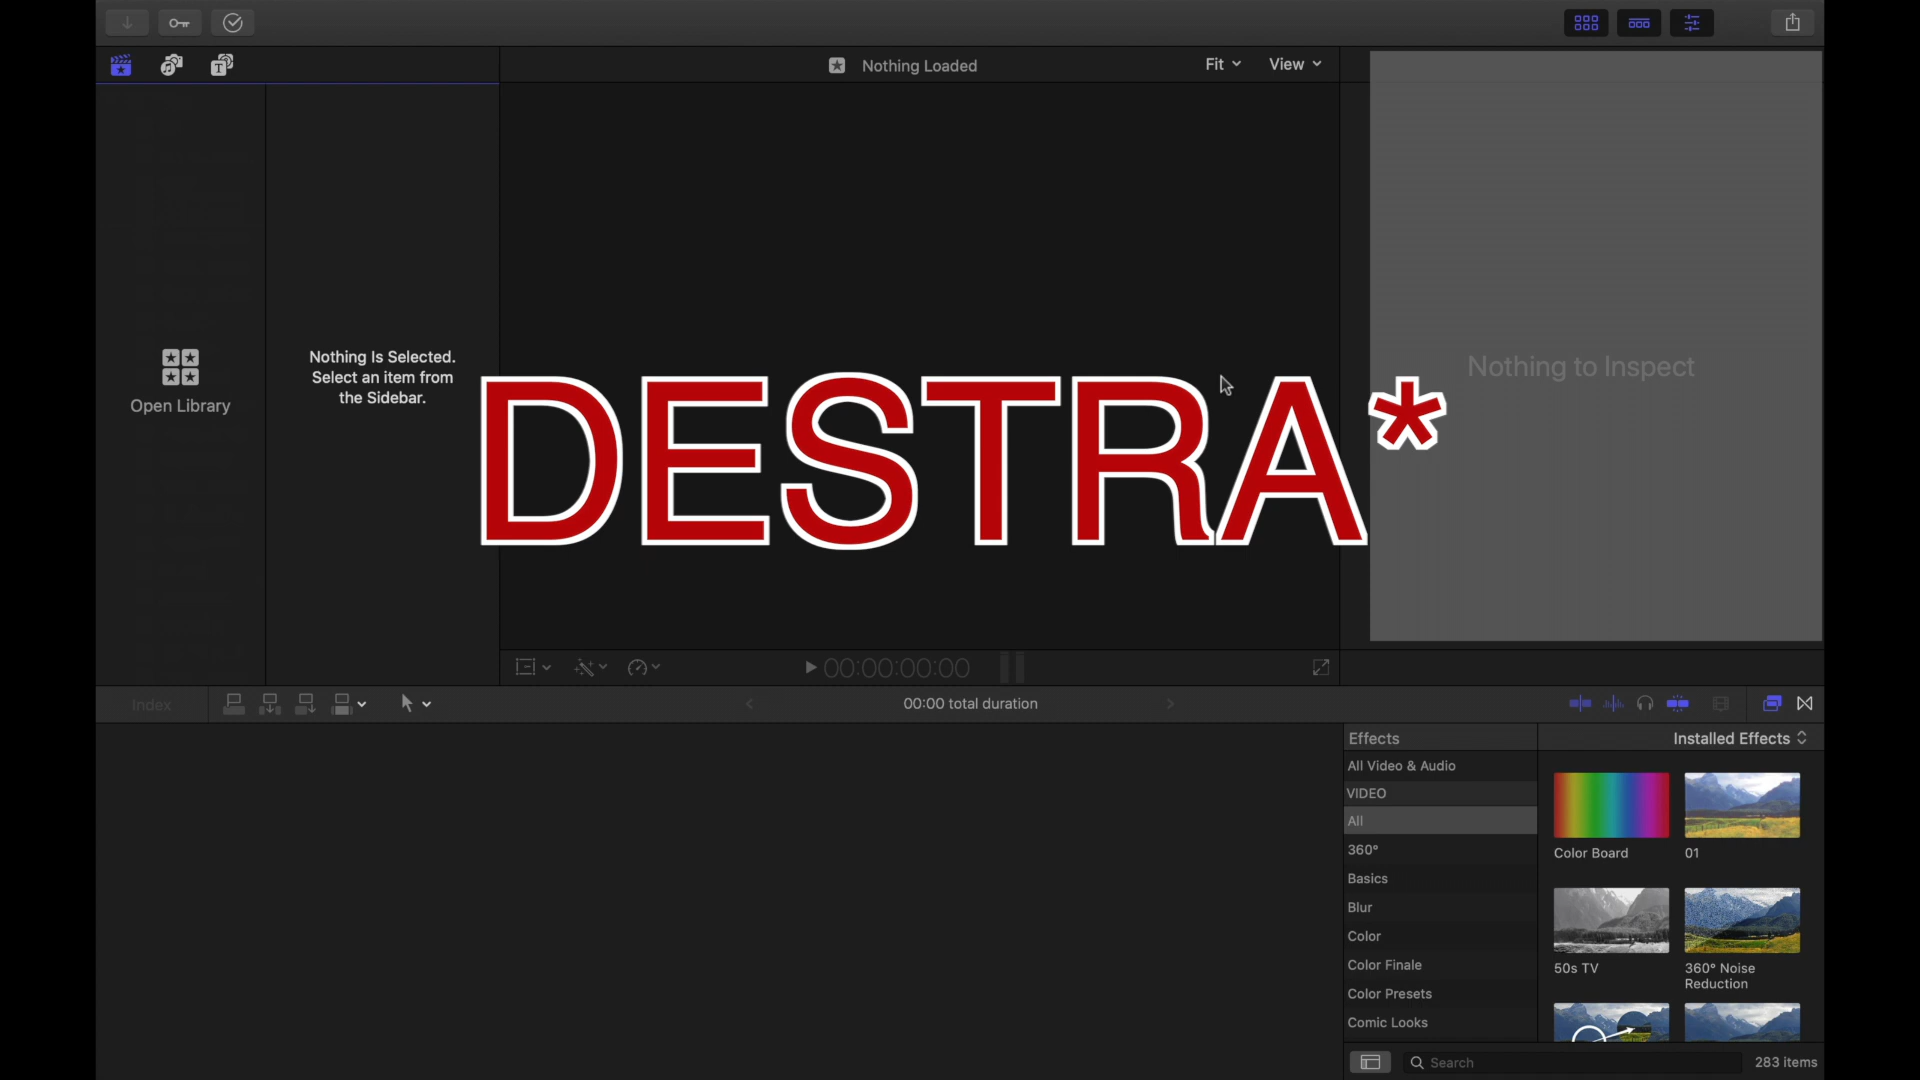 Nothing Loaded
Fit
View
Open Library
Nothing Is Selected.
Select an item from
the Sidebar.
Nothing to Inspect
DESTRA*
00:00:00:00
Index
00:00 total duration
Effects
Installed Effects
All Video & Audio
VIDEO
All
360°
Basics
Blur
Color
Color Finale
Color Presets
Comic Looks
Color Board
01
50s TV
360° Noise
Reduction
Search
283 items